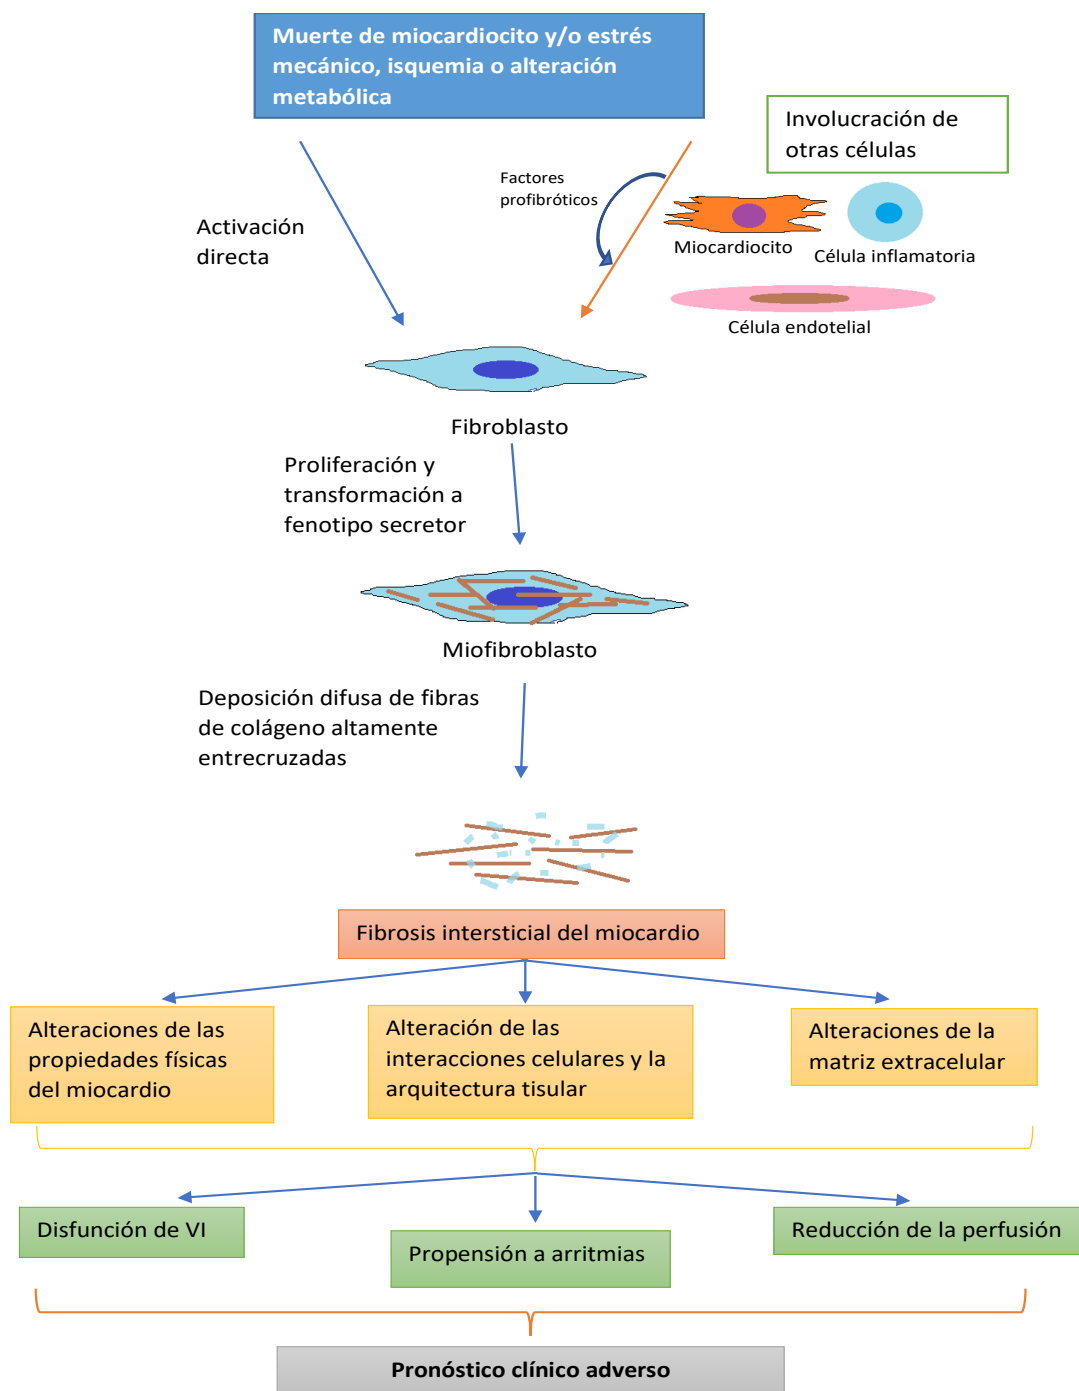 Muerte de miocardiocito y/o estrés
mecánico, isquemia o alteración
metabólica
Involucración de
otras células
Factores
profibróticos
Activación
directa
Miocardiocito
Célula inflamatoria
Célula endotelial
Fibroblasto
Proliferación y
transformación a
fenotipo secretor
Miofibroblasto
Deposición difusa de fibras
de colágeno altamente
entrecruzadas
Fibrosis intersticial del miocardio
Alteraciones de las
propiedades físicas
del miocardio
Alteración de las
interacciones celulares y la
arquitectura tisular
Alteraciones de la
matriz extracelular
Disfunción de VI
Propensión a arritmias
Reducción de la perfusión
Pronóstico clínico adverso